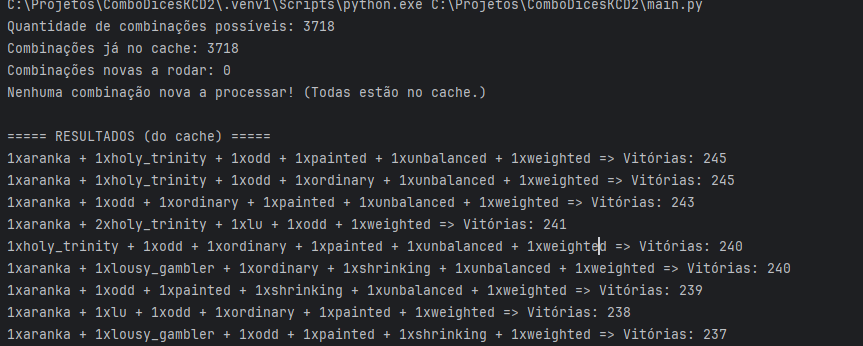 C:\Projetos\ComboDicesKCD2\.venv1\Scripts\python.exe C:\Projetos\ComboDicesKCD2\main.py
Quantidade de combinações possíveis: 3718
Combinações já no cache: 3718
Combinações novas a rodar: 0
Nenhuma combinação nova a processar! (Todas estão no cache.)
===== RESULTADOS (do cache) =====
1xaranka + 1xholy_trinity + 1xodd + 1xpainted + 1xunbalanced + 1xweighted => Vitórias: 245
1xaranka + 1xholy_trinity + 1xodd + 1xordinary + 1xunbalanced + 1xweighted => Vitórias: 245
1xaranka + 1xodd + 1xordinary + 1xpainted + 1xunbalanced + 1xweighted => Vitórias: 243
1xaranka + 2xholy_trinity + 1xlu + 1xodd + 1xweighted => Vitórias: 241
1xholy_trinity + 1xodd + 1xordinary + 1xpainted + 1xunbalanced + 1xweighted => Vitórias: 240
1xaranka + 1xlousy_gambler + 1xordinary + 1xshrinking + 1xunbalanced + 1xweighted => Vitórias: 240
1xaranka + 1xodd + 1xpainted + 1xshrinking + 1xunbalanced + 1xweighted => Vitórias: 239
1xaranka + 1xlu + 1xodd + 1xordinary + 1xpainted + 1xweighted => Vitórias: 238
1xaranka + 1xlousy_gambler + 1xodd + 1xpainted + 1xshrinking + 1xweighted => Vitórias: 237